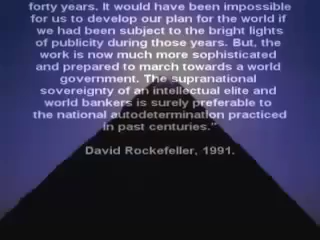 forty years. It would have been impossible
for us to develop our plan for the world if
we had been subject to the bright lights
of publicity during those years. But, the
work is now much more sophisticated
and prepared to march towards a world
government. The supranational
sovereignty of an intellectual elite and
world bankers is surely preferable to
the national autodetermination practiced
in past centuries."
David Rockefeller, 1991.